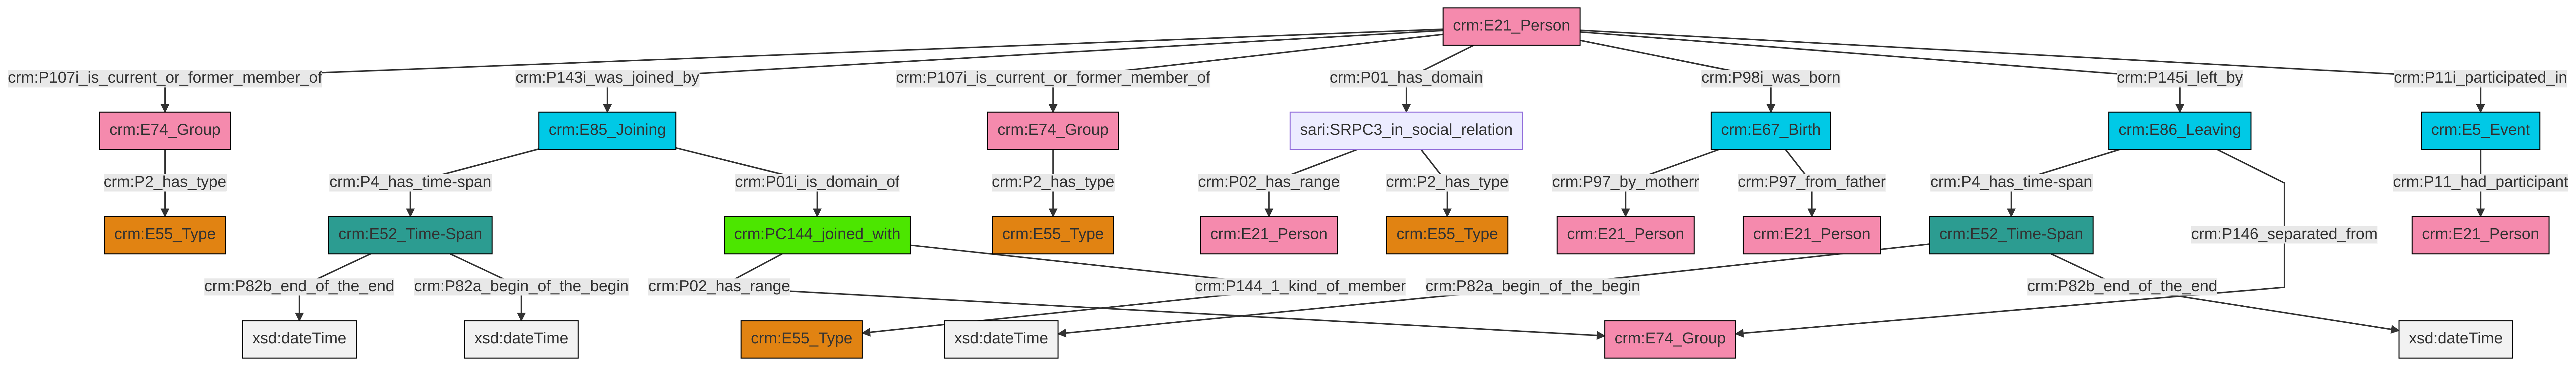 crm:E21_Person
crm:P107i_is_current_or_former_member_of
crm:P143i_was_joined_by
crm:P107i_is_current_or_former_member_of
crm:P01_has_domain
crm:P98i_was_born
crm:P145i_left_by
crm:P11i_participated_in
crm:E74_Group
crm:E85_Joining
crm:E74_Group
sari:SRPC3_in_social_relation
crm:E67_Birth
crm:E86_Leaving
crm:E5_Event
crm:P2_has_type
crm:P4_has_time-span
crm:P01i_is_domain_of
crm:P2_has_type
crm:P02_has_range
crm:P2_has_type
crm:P97_by_motherr
crm:P97_from_father
crm:P4_has_time-span
crm:P11_had_participant
crm:E55_Type
crm:E52_Time-Span
crm:PC144_joined_with
crm:E55_Type
crm:E21_Person
crm:E55_Type
crm:E21_Person
crm:E21_Person
crm:E52_Time-Span
crm:P146_separated_from
crm:E21_Person
crm:P82b_end_of_the_end
crm:P82a_begin_of_the_begin
crm:P02_has_range
crm:P144_1_kind_of_member
crm:P82a_begin_of_the_begin
crm:P82b_end_of_the_end
xsd:dateTime
xsd:dateTime
crm:E55_Type
xsd:dateTime
crm:E74_Group
xsd:dateTime